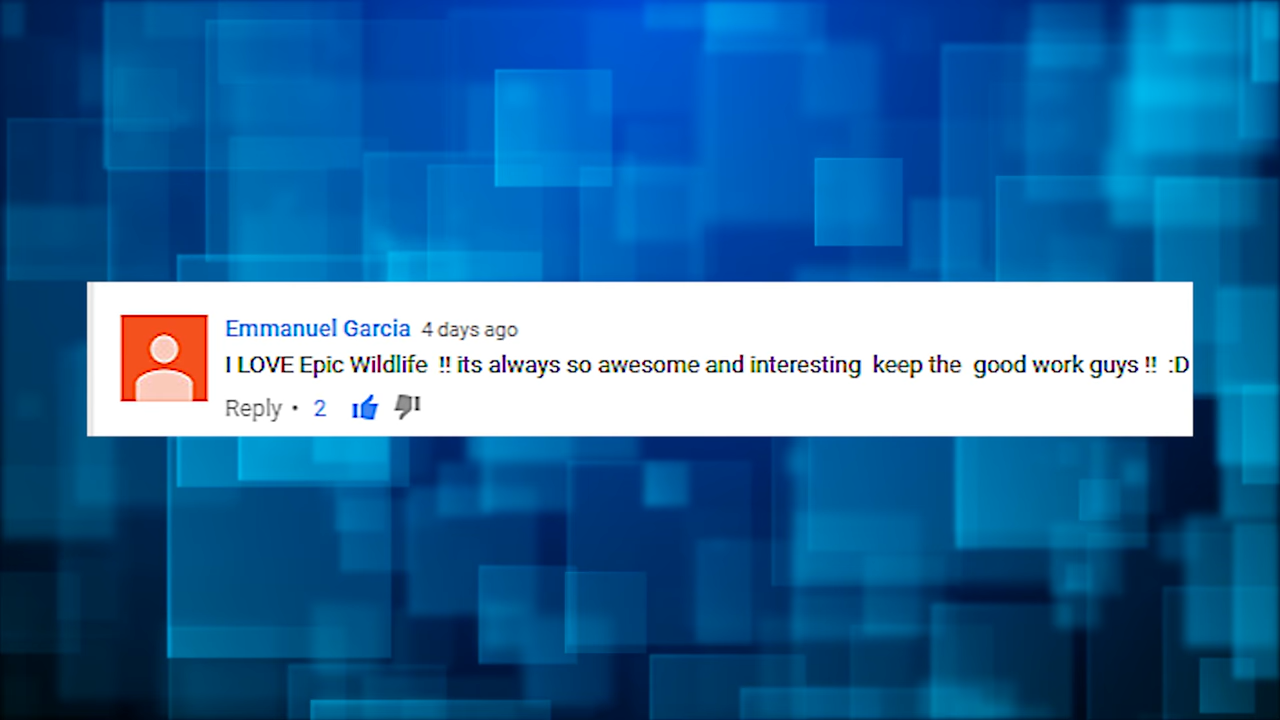 Emmanuel Garcia 4 days ago
I LOVE Epic Wildlife !! its always so awesome and interesting keep the good work guys !! :D
Reply • 2